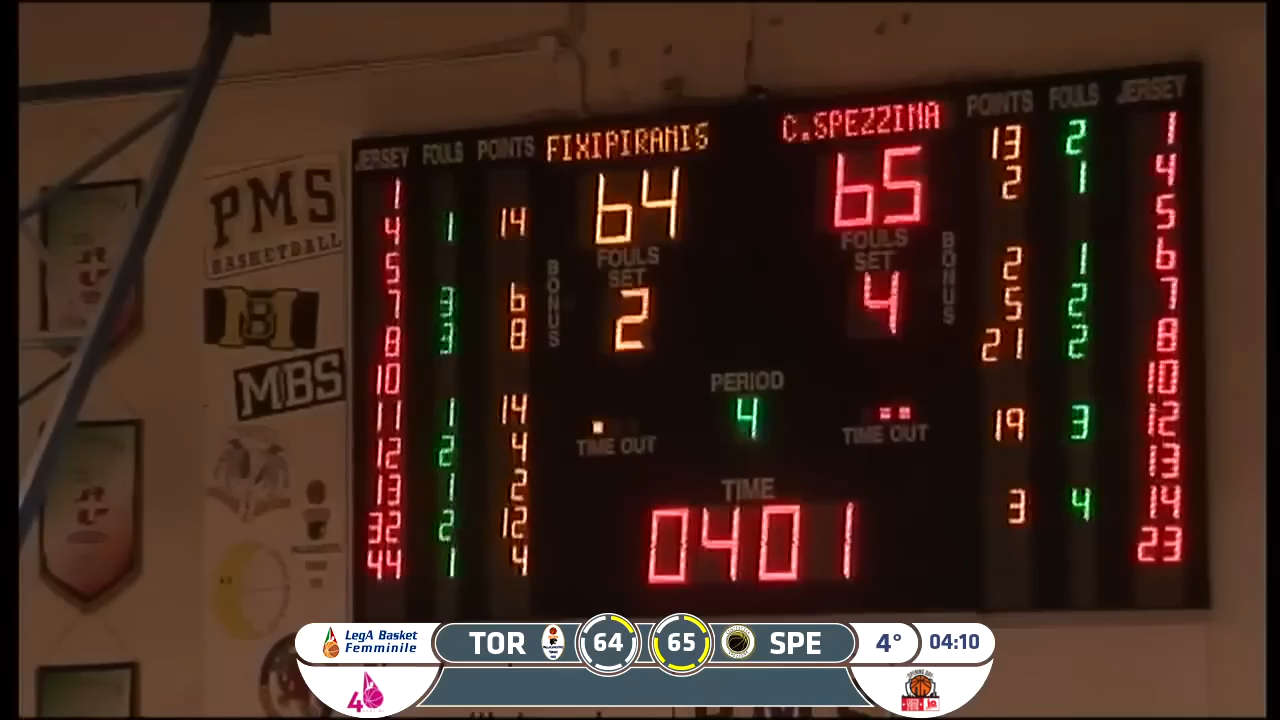 PMS
BASKETBALL
B
MBS
JERSEY FOULS POINTS FIXIPIRANIS C.SPEZZINA POINTS FOULS JERSEY
64 65
FOULS SET FOULS SET
2 4
BONUS BONUS
PERIOD
4
TIME OUT TIME OUT
TIME
0401
1
4 1 14
5
7 3 6
8 3 8
10
11 1 14
12 2 4
13 1 2
32 2 12
44 1 4
13 2 1
2 1 4
5
2 1 6
5 2 7
21 2 8
10
19 3 12
13
3 4 14
23
LegA Basket
Femminile
TOR 64 65 SPE 4° 04:10
4